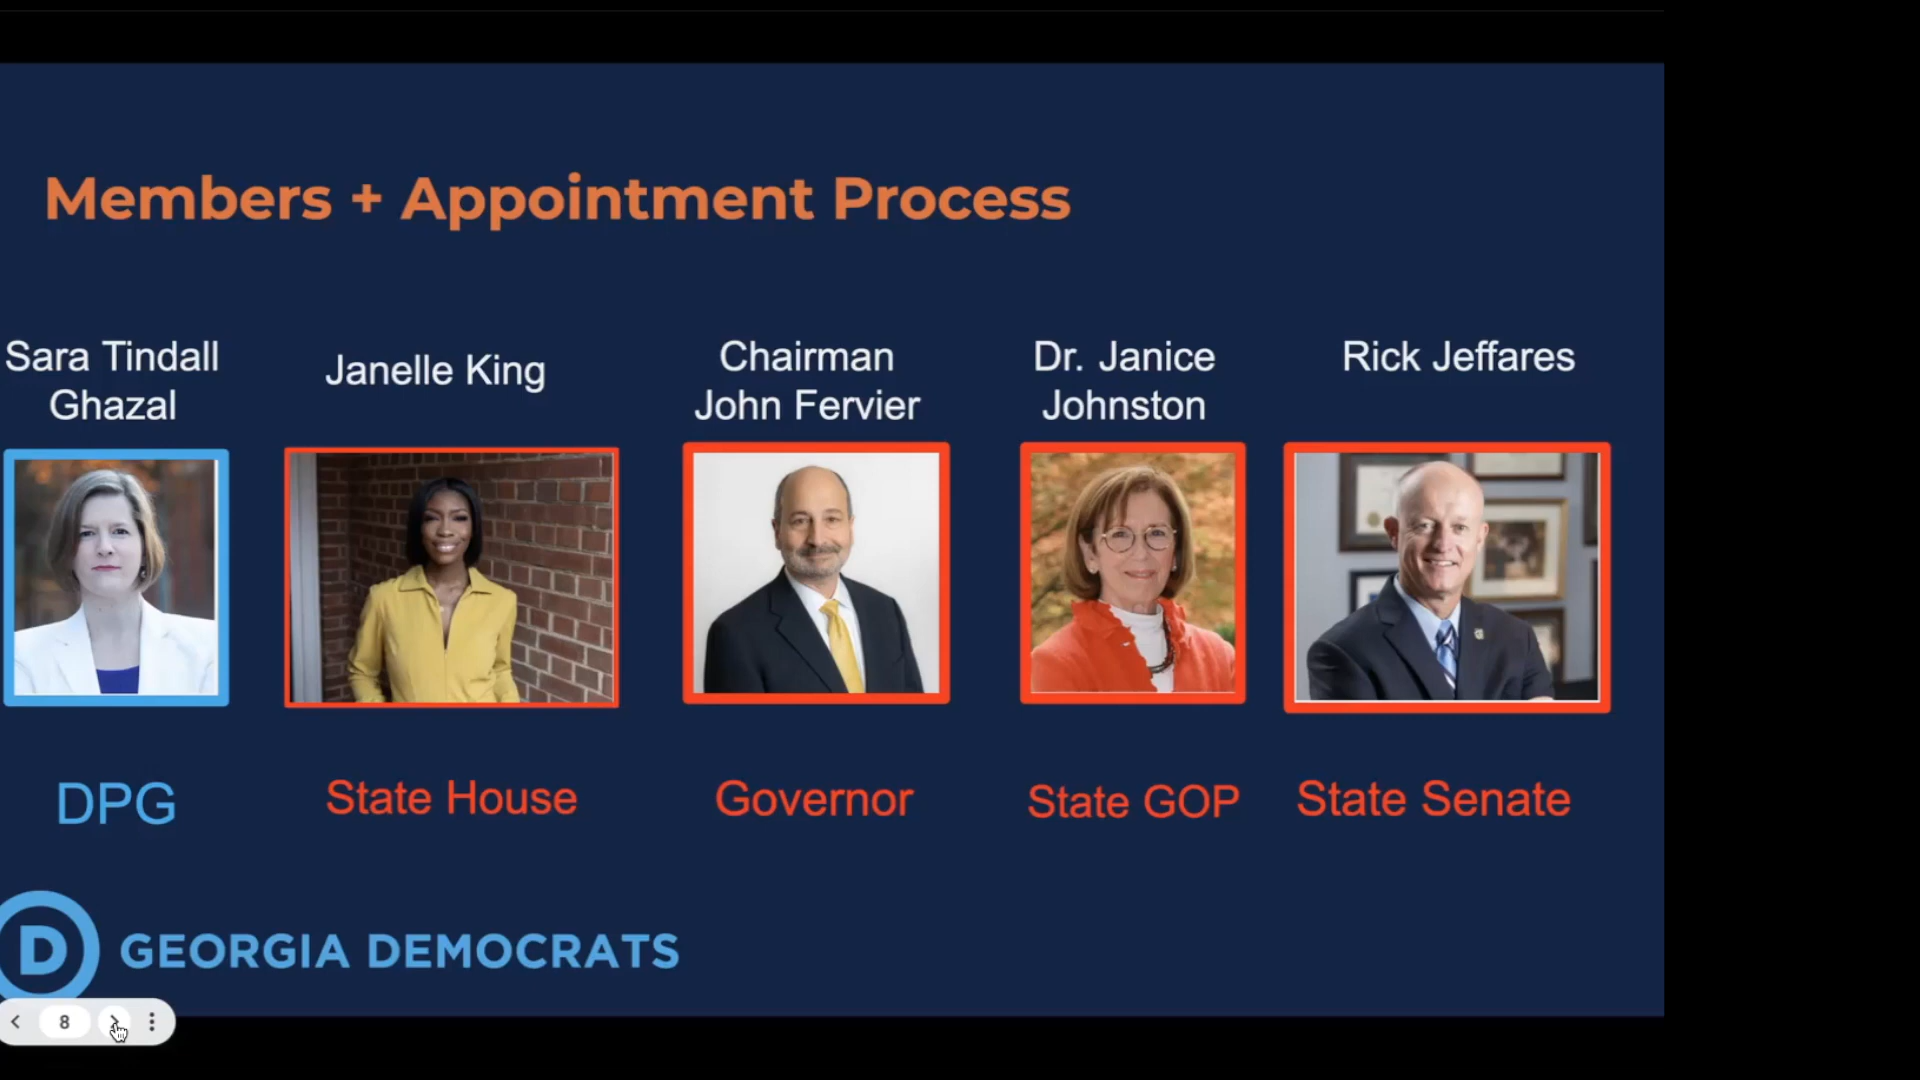 Members + Appointment Process
Sara Tindall
Ghazal
Janelle King
Chairman
John Fervier
Dr. Janice
Johnston
Rick Jeffares
DPG
State House
Governor
State GOP
State Senate
D GEORGIA DEMOCRATS
8